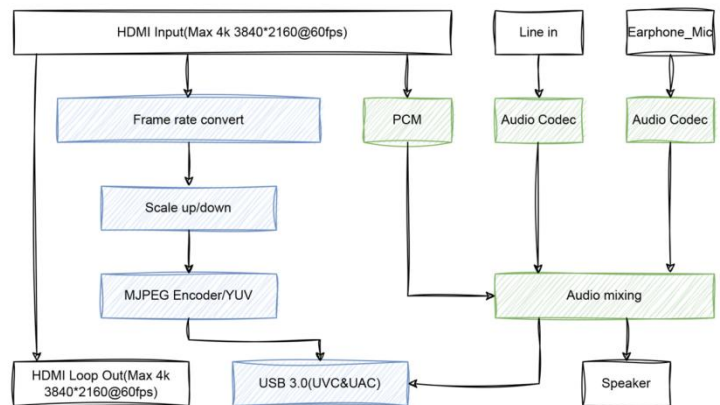 HDMI Input(Max 4k 3840*2160@60fps)
Line in
Earphone_Mic
Frame rate convert
PCM
Audio Codec
Audio Codec
Scale up/down
MJPEG Encoder/YUV
Audio mixing
HDMI Loop Out(Max 4k
3840*2160@60fps)
USB 3.0(UVC&UAC)
Speaker